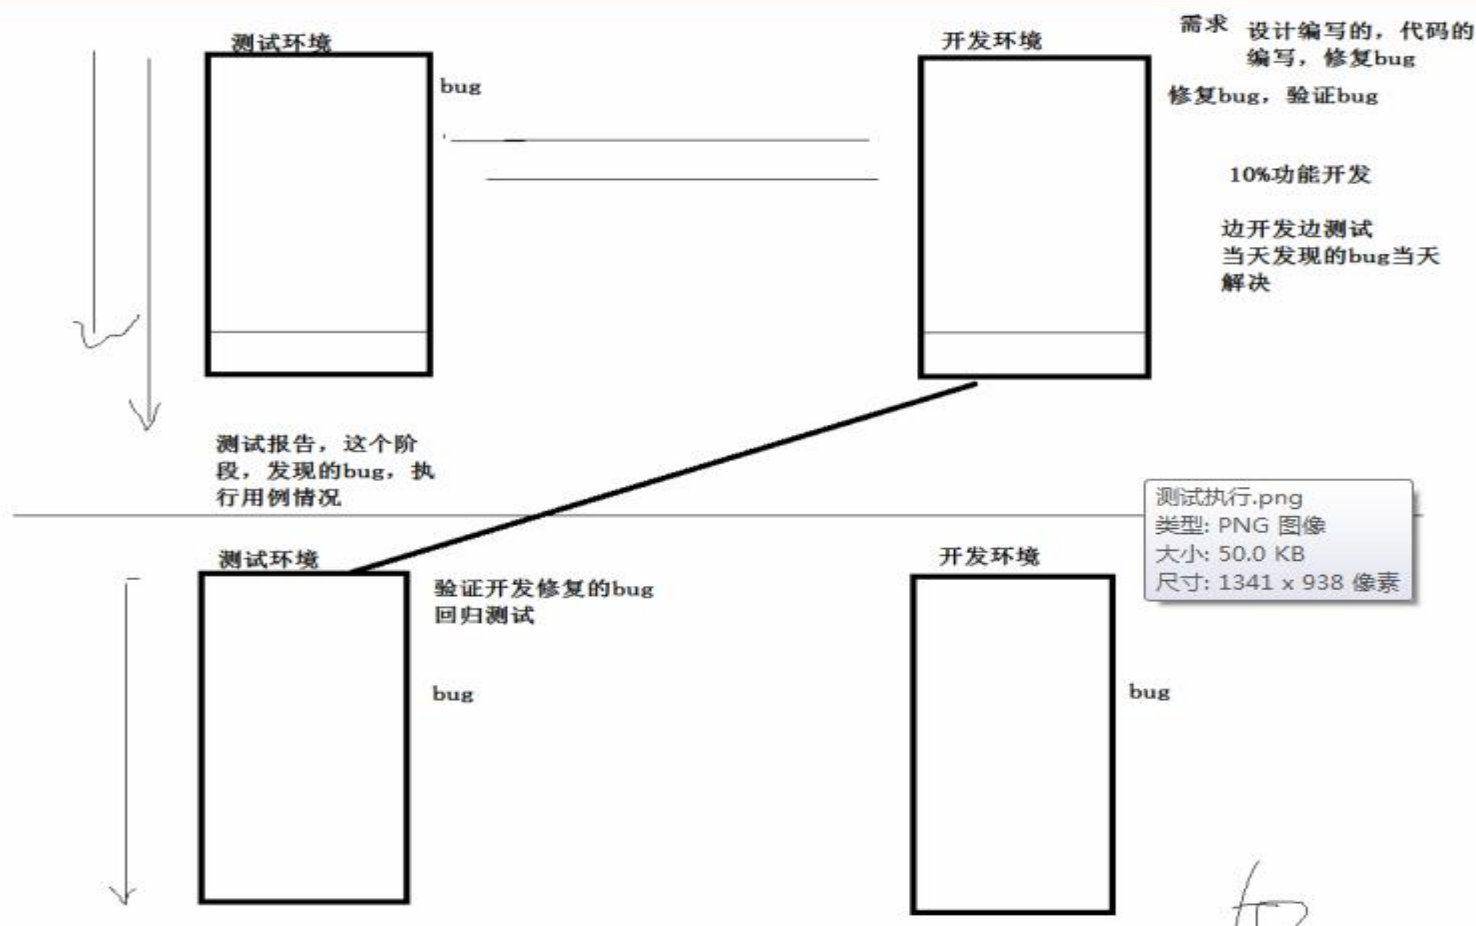 测试环境
bug
开发环境
需求
设计编写的，代码的
编写，修复bug
修复bug，验证bug
10%功能开发
边开发边测试
当天发现的bug当天
解决
测试报告，这个阶
段，发现的bug，执
行用例情况
测试执行.png
类型: PNG 图像
大小: 50.0 KB
尺寸: 1341 x 938 像素
测试环境
验证开发修复的bug
回归测试
bug
开发环境
bug